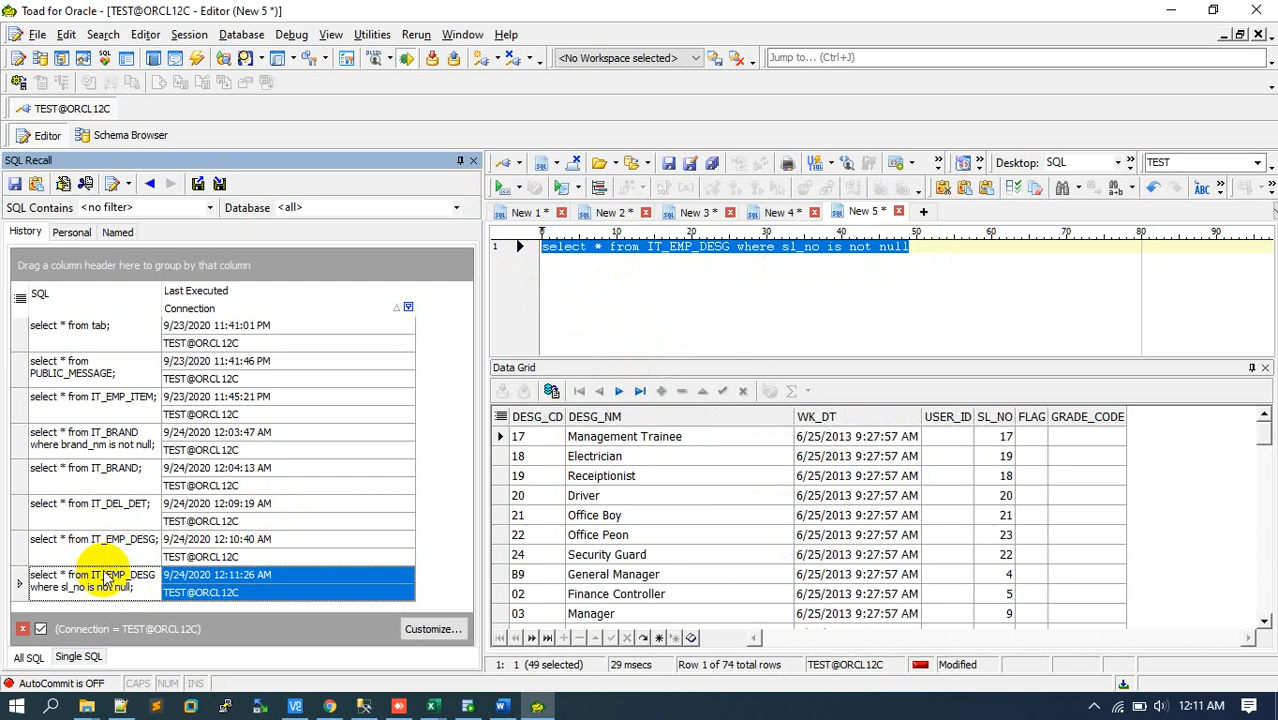 Toad for Oracle - [TEST@ORCL12C - Editor (New 5 *)]
File Edit Search Editor Session Database Debug View Utilities Rerun Window Help
<No Workspace selected> Jump to... (Ctrl+J)
TEST@ORCL12C
Editor Schema Browser
SQL Recall
Desktop: SQL TEST
SQL Contains <no filter> Database <all>
New 1 * New 2 * New 3 * New 4 * New 5 *
History Personal Named
0 10 20 30 40 50 60 70 80 90
1 select * from IT_EMP_DESG where sl_no is not null
Drag a column header here to group by that column
SQL Last Executed
Connection
select * from tab; 9/23/2020 11:41:01 PM
TEST@ORCL12C
select * from 9/23/2020 11:41:46 PM
PUBLIC_MESSAGE; TEST@ORCL12C
select * from IT_EMP_ITEM; 9/23/2020 11:45:21 PM
TEST@ORCL12C
select * from IT_BRAND 9/24/2020 12:03:47 AM
where brand_nm is not null; TEST@ORCL12C
select * from IT_BRAND; 9/24/2020 12:04:13 AM
TEST@ORCL12C
select * from IT_DEL_DET; 9/24/2020 12:09:19 AM
TEST@ORCL12C
select * from IT_EMP_DESG; 9/24/2020 12:10:40 AM
TEST@ORCL12C
select * from IT_EMP_DESG 9/24/2020 12:11:26 AM
where sl_no is not null; TEST@ORCL12C
(Connection = TEST@ORCL12C) Customize...
All SQL Single SQL
Data Grid
DESG_CD DESG_NM WK_DT USER_ID SL_NO FLAG GRADE_CODE
17 Management Trainee 6/25/2013 9:27:57 AM 17
18 Electrician 6/25/2013 9:27:57 AM 19
19 Receiptionist 6/25/2013 9:27:57 AM 18
20 Driver 6/25/2013 9:27:57 AM 20
21 Office Boy 6/25/2013 9:27:57 AM 21
22 Office Peon 6/25/2013 9:27:57 AM 23
24 Security Guard 6/25/2013 9:27:57 AM 22
B9 General Manager 6/25/2013 9:27:57 AM 4
02 Finance Controller 6/25/2013 9:27:57 AM 5
03 Manager 6/25/2013 9:27:57 AM 9
1: 1 (49 selected) 29 msecs Row 1 of 74 total rows TEST@ORCL12C Modified
AutoCommit is OFF CAPS NUM INS
12:11 AM